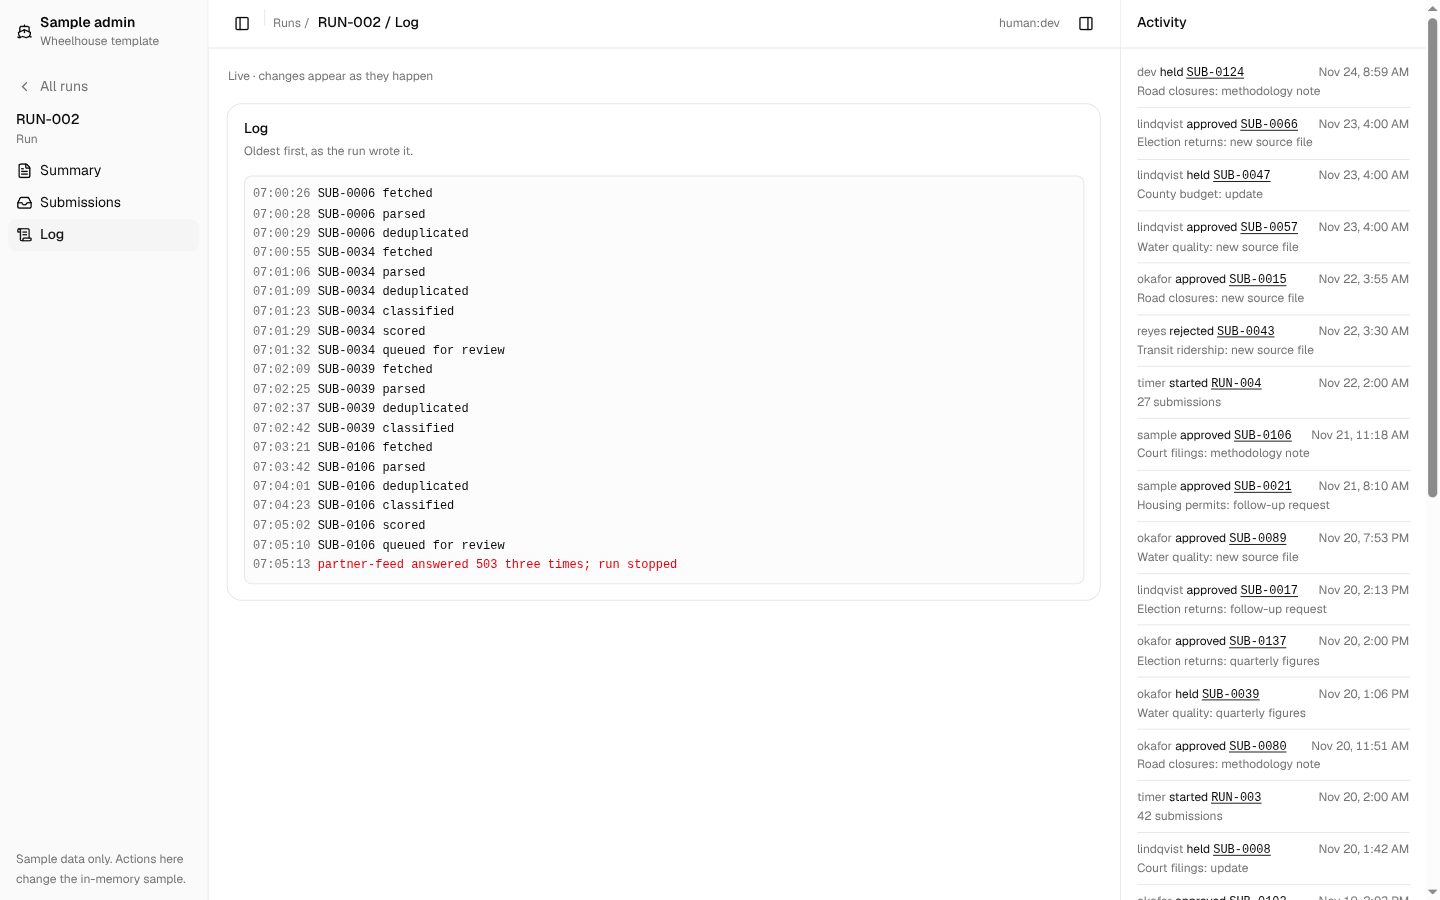 Sample admin
Wheelhouse template
All runs
RUN-002
Run
Summary
Submissions
Log
Sample data only. Actions here
change the in-memory sample.
Runs / RUN-002 / Log
human:dev
Live · changes appear as they happen
Log
Oldest first, as the run wrote it.
07:00:26 SUB-0006 fetched
07:00:28 SUB-0006 parsed
07:00:29 SUB-0006 deduplicated
07:00:55 SUB-0034 fetched
07:01:06 SUB-0034 parsed
07:01:09 SUB-0034 deduplicated
07:01:23 SUB-0034 classified
07:01:29 SUB-0034 scored
07:01:32 SUB-0034 queued for review
07:02:09 SUB-0039 fetched
07:02:25 SUB-0039 parsed
07:02:37 SUB-0039 deduplicated
07:02:42 SUB-0039 classified
07:03:21 SUB-0106 fetched
07:03:42 SUB-0106 parsed
07:04:01 SUB-0106 deduplicated
07:04:23 SUB-0106 classified
07:05:02 SUB-0106 scored
07:05:10 SUB-0106 queued for review
07:05:13 partner-feed answered 503 three times; run stopped
Activity
dev held SUB-0124 Nov 24, 8:59 AM
Road closures: methodology note
lindqvist approved SUB-0066 Nov 23, 4:00 AM
Election returns: new source file
lindqvist held SUB-0047 Nov 23, 4:00 AM
County budget: update
lindqvist approved SUB-0057 Nov 23, 4:00 AM
Water quality: new source file
okafor approved SUB-0015 Nov 22, 3:55 AM
Road closures: new source file
reyes rejected SUB-0043 Nov 22, 3:30 AM
Transit ridership: new source file
timer started RUN-004 Nov 22, 2:00 AM
27 submissions
sample approved SUB-0106 Nov 21, 11:18 AM
Court filings: methodology note
sample approved SUB-0021 Nov 21, 8:10 AM
Housing permits: follow-up request
okafor approved SUB-0089 Nov 20, 7:53 PM
Water quality: new source file
lindqvist approved SUB-0017 Nov 20, 2:13 PM
Election returns: follow-up request
okafor approved SUB-0137 Nov 20, 2:00 PM
Election returns: quarterly figures
okafor held SUB-0039 Nov 20, 1:06 PM
Water quality: quarterly figures
okafor approved SUB-0080 Nov 20, 11:51 AM
Road closures: methodology note
timer started RUN-003 Nov 20, 2:00 AM
42 submissions
lindqvist held SUB-0008 Nov 20, 1:42 AM
Court filings: update